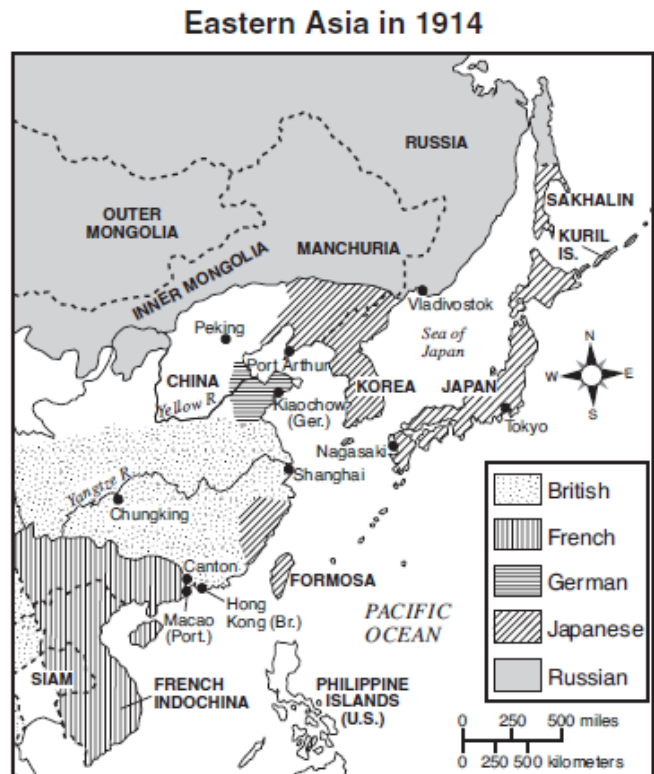 Eastern Asia in 1914
RUSSIA
SAKHALIN
OUTER
MONGOLIA
KURIL
IS.
MANCHURIA
INNER MONGOLIA
Vladivostok
Peking
Sea of
Japan
N
W
E
S
Port Arthur
CHINA
KOREA
JAPAN
Yellow R.
Kiaochow
(Ger.)
Tokyo
Nagasaki
Shanghai
Yangtze R.
Chungking
British
French
German
Japanese
Russian
Canton
FORMOSA
Macao
(Port.)
Hong
Kong (Br.)
PACIFIC
OCEAN
SIAM
FRENCH
INDOCHINA
PHILIPPINE
ISLANDS
(U.S.)
0 250 500 miles
0 250 500 kilometers